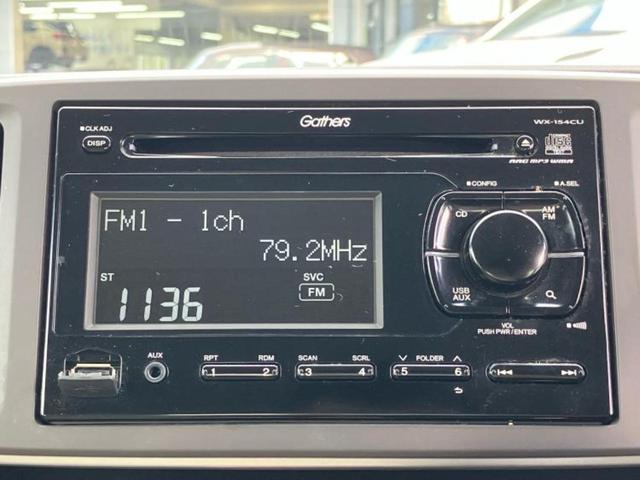 Gathers
WX-154CU
CLK ADJ
DISP
AAC MP3 WMA
CONFIG
A.SEL
CD
AM
FM
FM1 - 1ch
79.2MHz
ST
SVC
FM
1136
USB
AUX
VOL
PUSH PWR/ENTER
AUX
RPT
RDM
SCAN
SCRL
FOLDER
1
2
3
4
5
6